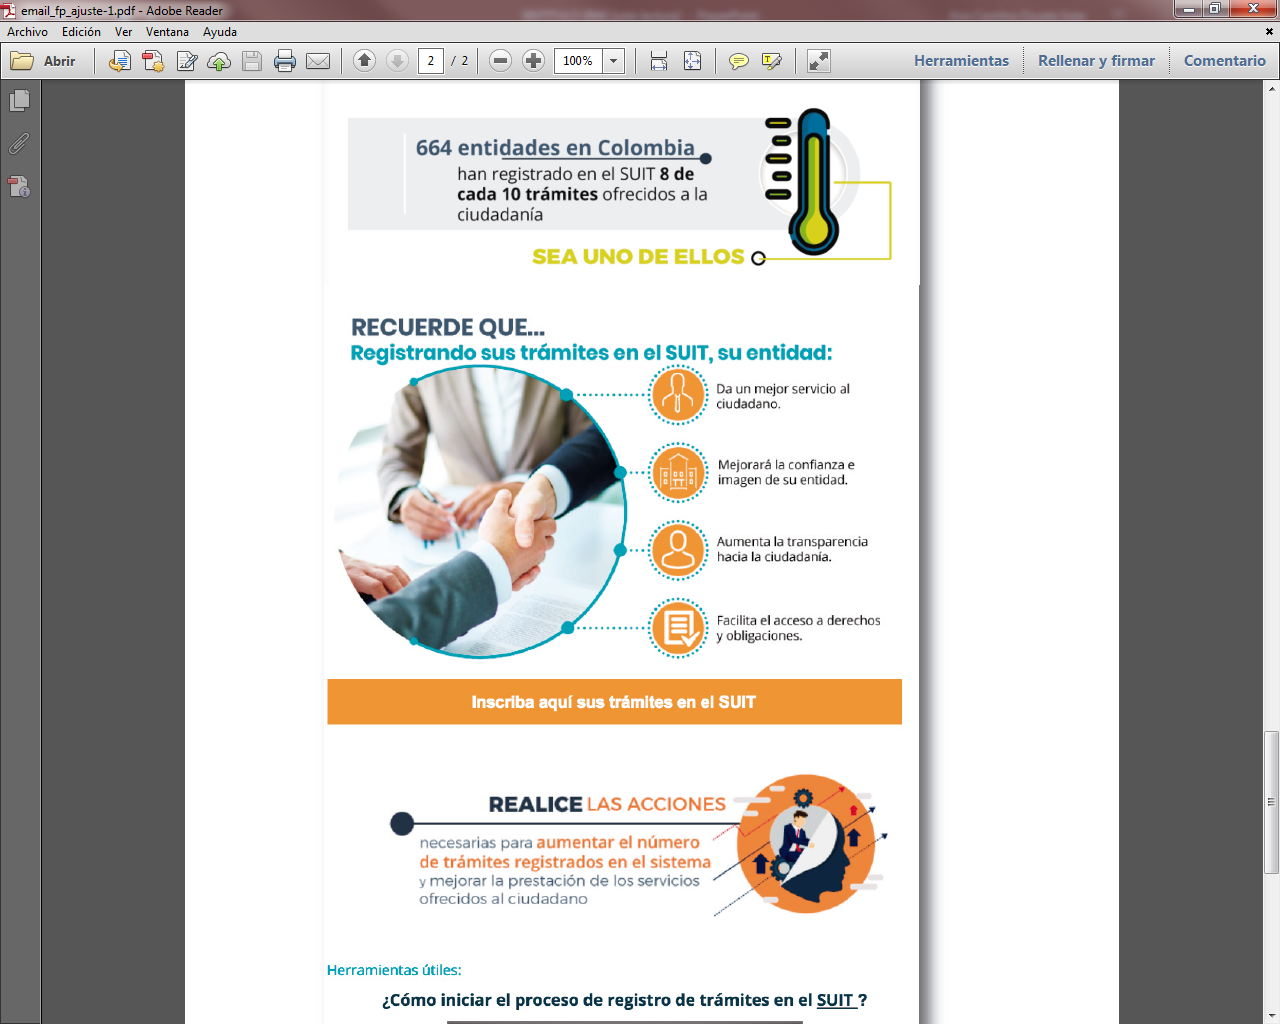 email_fp_ajuste-1.pdf - Adobe Reader
Archivo Edición Ver Ventana Ayuda
Abrir 2 / 2 100% Herramientas Rellenar y firmar Comentario
664 entidades en Colombia
han registrado en el SUIT 8 de
cada 10 trámites ofrecidos a la
ciudadanía
SEA UNO DE ELLOS
RECUERDE QUE...
Registrando sus trámites en el SUIT, su entidad:
Da un mejor servicio al
ciudadano.
Mejorará la confianza e
imagen de su entidad.
Aumenta la transparencia
hacia la ciudadanía.
Facilita el acceso a derechos
y obligaciones.
Inscriba aquí sus trámites en el SUIT
REALICE LAS ACCIONES
necesarias para aumentar el número
de trámites registrados en el sistema
y mejorar la prestación de los servicios
ofrecidos al ciudadano
Herramientas útiles:
¿Cómo iniciar el proceso de registro de trámites en el SUIT ?